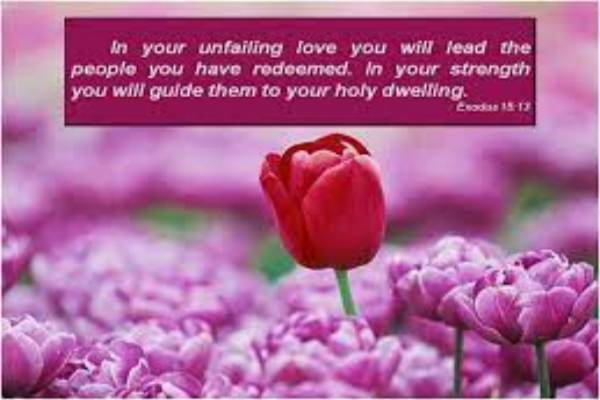 In your unfailing love you will lead the
people you have redeemed. In your strength
you will guide them to your holy dwelling.
Exodus 15:13